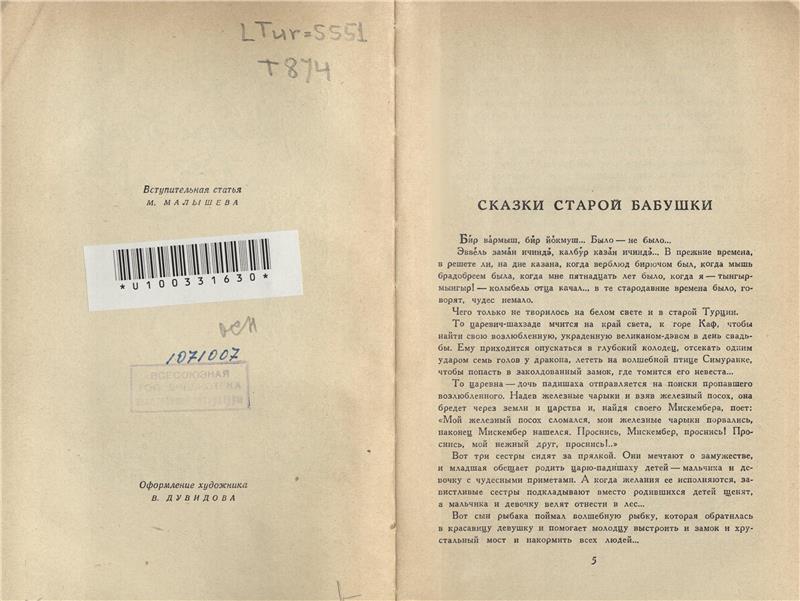 LTur=5551
T874
Вступительная статья
М. МАЛЫШЕВА
*U100331630*
1071007
ВСЕСОЮЗНАЯ
Оформление художника
В. ДУВИДОВА
СКАЗКИ СТАРОЙ БАБУШКИ
Би́р ва́рмыш, би́р йо́кмуш... Было — не было...
Эвве́ль зама́н ичиндэ́, калбу́р каза́н ичиндэ́... В прежние времена,
в решете ли, на дне казана, когда верблюд бирючом был, когда мышь
брадобреем была, когда мне пятнадцать лет было, когда я — тынгыр-
мынгыр! — колыбель отца качал... в те стародавние времена было, го-
ворят, чудес немало.
Чего только не творилось на белом свете и в старой Турции.
То царевич-шахзаде мчится на край света, к горе Каф, чтобы
найти свою возлюбленную, украденную великаном-дэвом в день свадь-
бы. Ему приходится опускаться в глубокий колодец, отсекать одним
ударом семь голов у дракона, лететь на волшебной птице Симуранке,
чтобы попасть в заколдованный замок, где томится его невеста...
То царевна — дочь падишаха отправляется на поиски пропавшего
возлюбленного. Надев железные чарыки и взяв железный посох, она
бредет через земли и царства и, найдя своего Мискембера, поет:
«Мой железный посох сломался, мои железные чарыки порвались,
наконец Мискембер нашелся. Проснись, Мискембер, проснись! Про-
снись, мой нежный друг, проснись!..»
Вот три сестры сидят за прялкой. Они мечтают о замужестве,
и младшая обещает родить царю-падишаху детей — мальчика и де-
вочку с чудесными приметами. А когда желания ее исполняются, за-
вистливые сестры подкладывают вместо родившихся детей щенят,
а мальчика и девочку велят отнести в лес...
Вот сын рыбака поймал волшебную рыбку, которая обратилась
в красавицу девушку и помогает молодцу выстроить и замок и хру-
стальный мост и накормить всех людей...
5